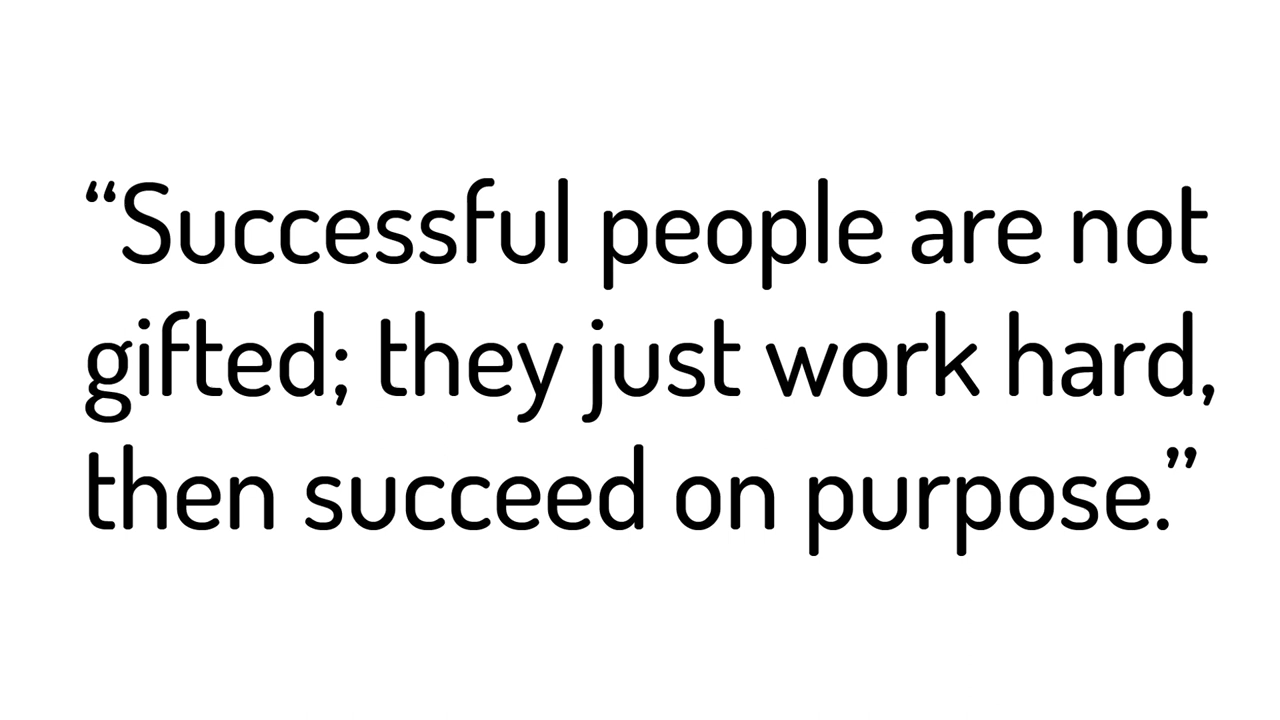 “Successful people are not
gifted; they just work hard,
then succeed on purpose.”